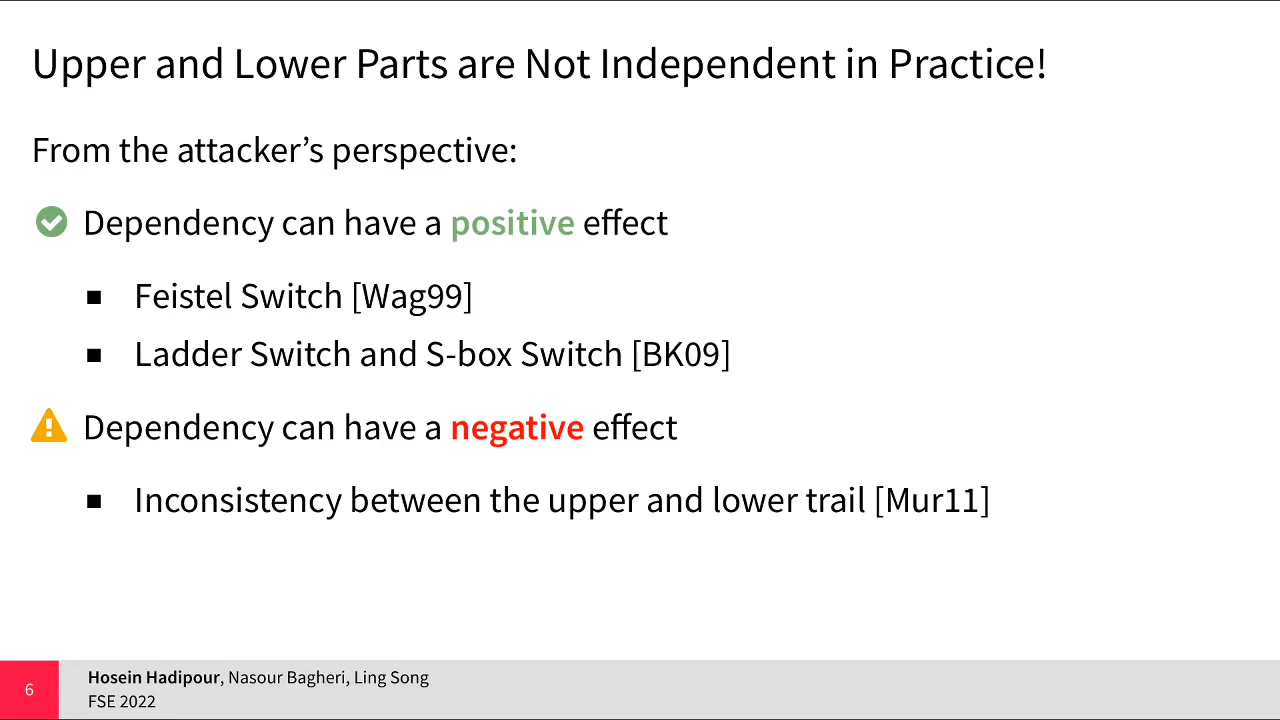 Upper and Lower Parts are Not Independent in Practice!
From the attacker’s perspective:
Dependency can have a positive effect
Feistel Switch [Wag99]
Ladder Switch and S-box Switch [BK09]
Dependency can have a negative effect
Inconsistency between the upper and lower trail [Mur11]
6
Hosein Hadipour, Nasour Bagheri, Ling Song
FSE 2022